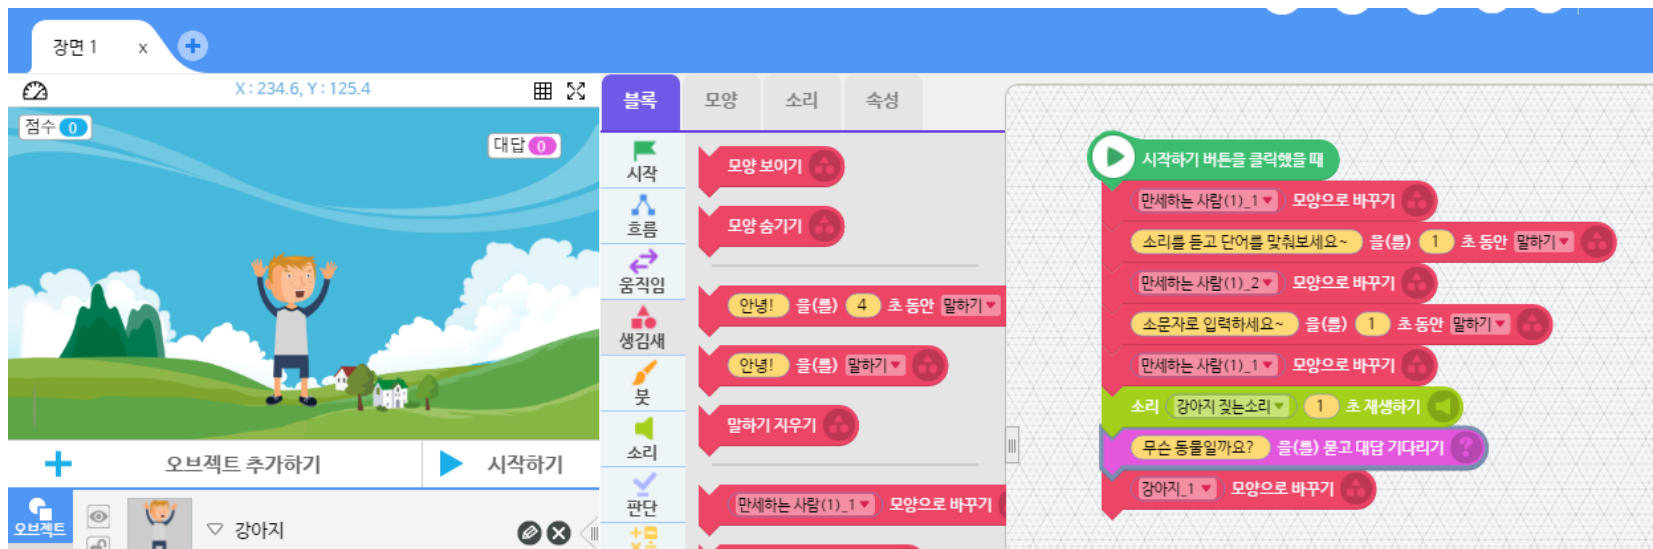 장면 1 x
X : 234.6, Y : 125.4
점수 0
대답 0
오브젝트 추가하기
시작하기
오브젝트
강아지
블록 모양 소리 속성
시작
흐름
움직임
생김새
붓
소리
판단
모양 보이기
모양 숨기기
안녕! 을(를) 4 초 동안 말하기
안녕! 을(를) 말하기
말하기 지우기
만세하는 사람(1)_1 모양으로 바꾸기
시작하기 버튼을 클릭했을 때
만세하는 사람(1)_1 모양으로 바꾸기
소리를 듣고 단어를 맞춰보세요~ 을(를) 1 초 동안 말하기
만세하는 사람(1)_2 모양으로 바꾸기
소문자로 입력하세요~ 을(를) 1 초 동안 말하기
만세하는 사람(1)_1 모양으로 바꾸기
소리 강아지 짖는소리 1 초 재생하기
무슨 동물일까요? 을(를) 묻고 대답 기다리기 ?
강아지_1 모양으로 바꾸기